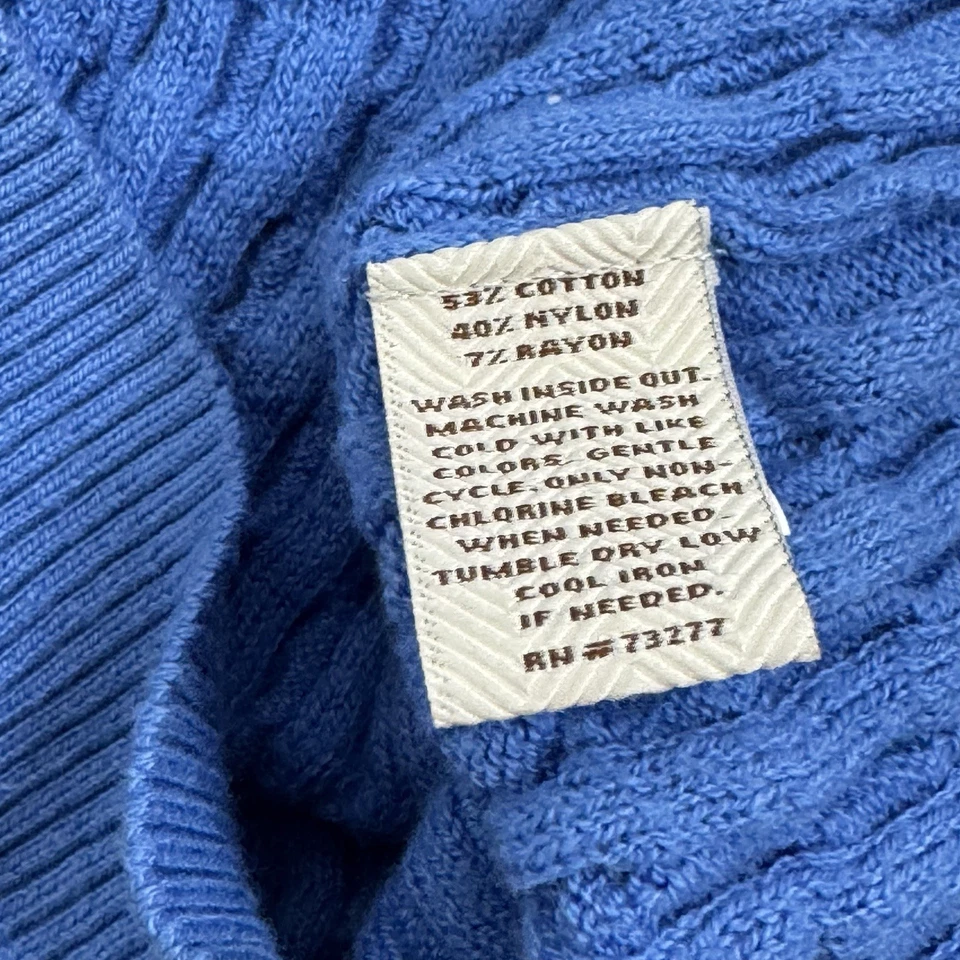 53% COTTON
40% NYLON
7% RAYON
WASH INSIDE OUT.
MACHINE WASH
COLD WITH LIKE
COLORS. GENTLE
CYCLE. ONLY NON-
CHLORINE BLEACH
WHEN NEEDED.
TUMBLE DRY LOW
COOL IRON
IF NEEDED.
RN #73277